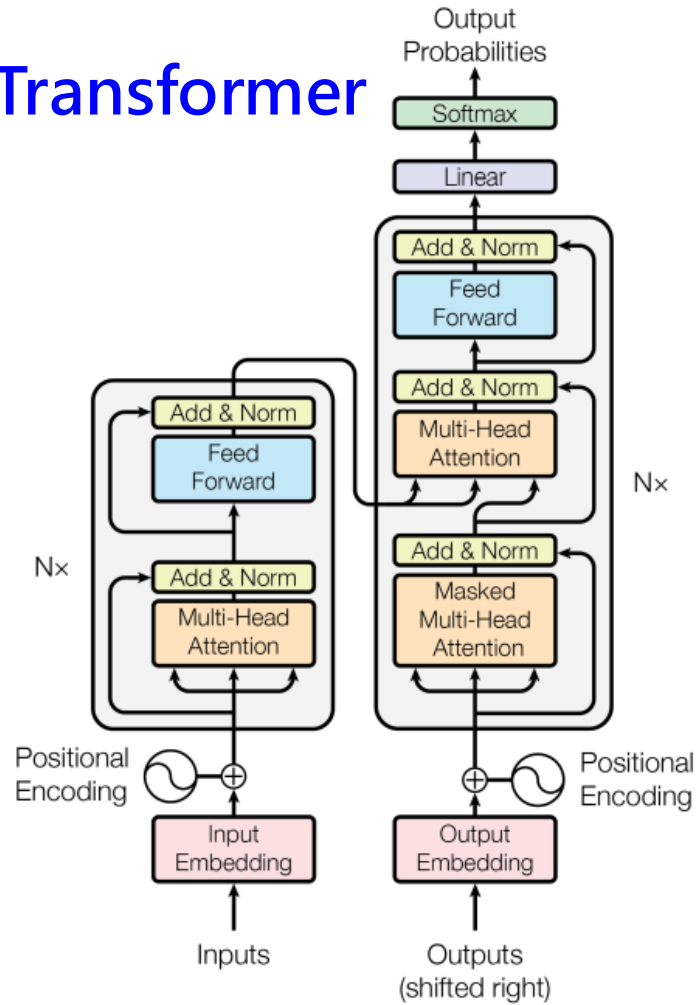 Transformer
Output
Probabilities
Softmax
Linear
Add & Norm
Feed
Forward
Add & Norm
Multi-Head
Attention
Add & Norm
Masked
Multi-Head
Attention
Nx
Add & Norm
Feed
Forward
Add & Norm
Multi-Head
Attention
Nx
Positional
Encoding
Positional
Encoding
Input
Embedding
Output
Embedding
Inputs
Outputs
(shifted right)